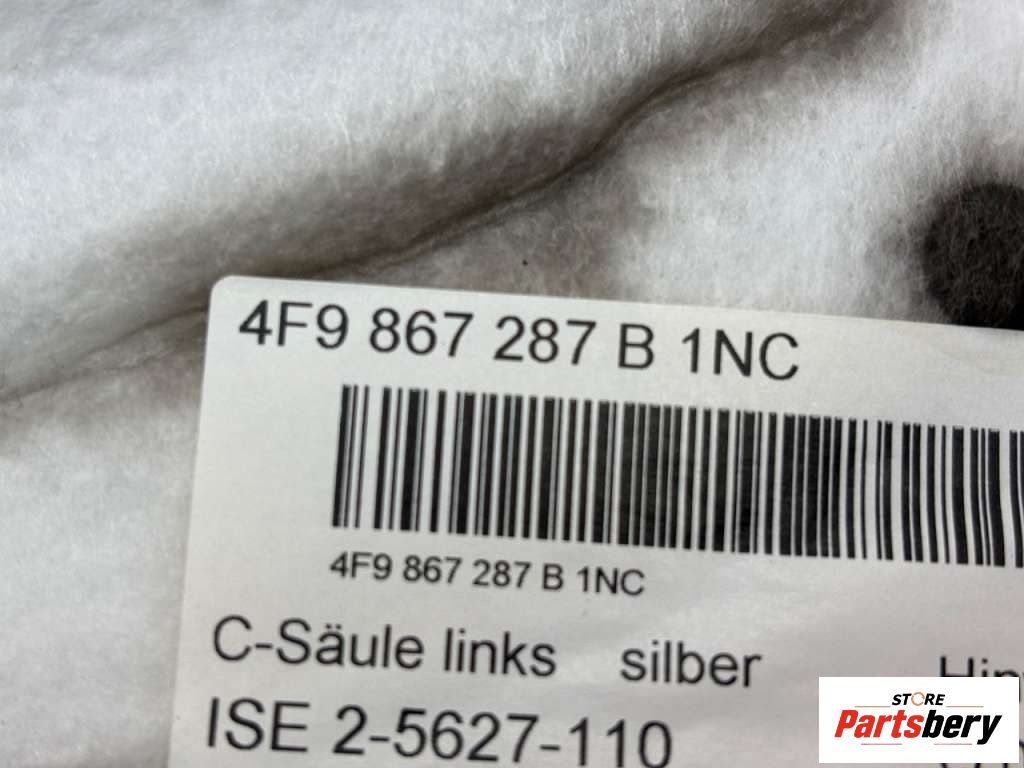 4F9 867 287 B 1NC
4F9 867 287 B 1NC
C-Säule links silber
ISE 2-5627-110
STORE
Partsbery